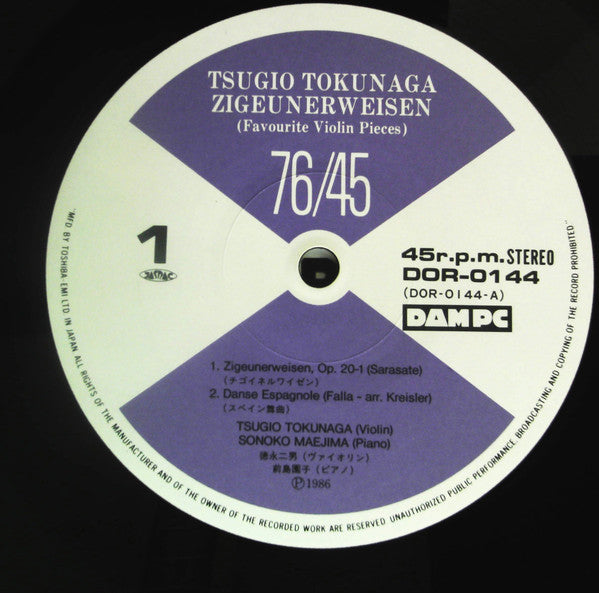 TSUGIO TOKUNAGA
ZIGEUNERWEISEN
(Favourite Violin Pieces)
76/45
1
JASRAC
45r.p.m. STEREO
DOR-0144
(DOR-0144-A)
DAMPC
1. Zigeunerweisen, Op. 20-1 (Sarasate)
(チゴイネルワイゼン)
2. Danse Espagnole (Falla - arr. Kreisler)
(スペイン舞曲)
TSUGIO TOKUNAGA (Violin)
SONOKO MAEJIMA (Piano)
徳永二男 (ヴァイオリン)
前島園子 (ピアノ)
Ⓟ1986
"MFD BY TOSHIBA-EMI LTD. IN JAPAN ALL RIGHTS OF THE MANUFACTURER AND OF THE OWNER OF THE RECORDED WORK ARE RESERVED. UNAUTHORIZED PUBLIC PERFORMANCE, BROADCASTING AND COPYING OF THE RECORD PROHIBITED"